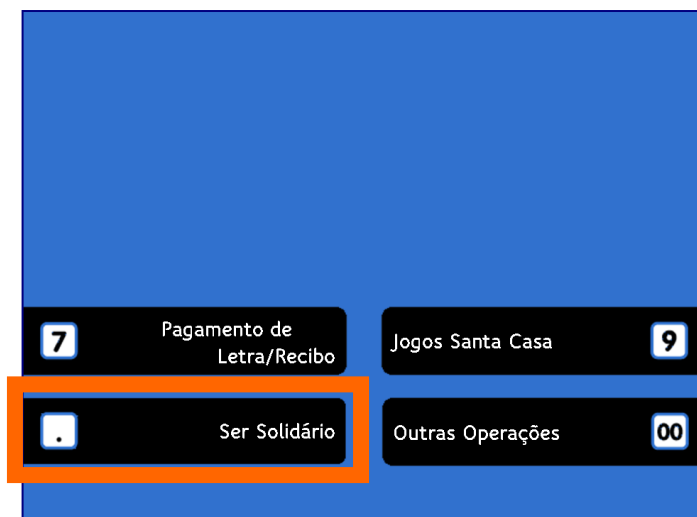 7 Pagamento de
Letra/Recibo
Jogos Santa Casa 9
. Ser Solidário
Outras Operações 00